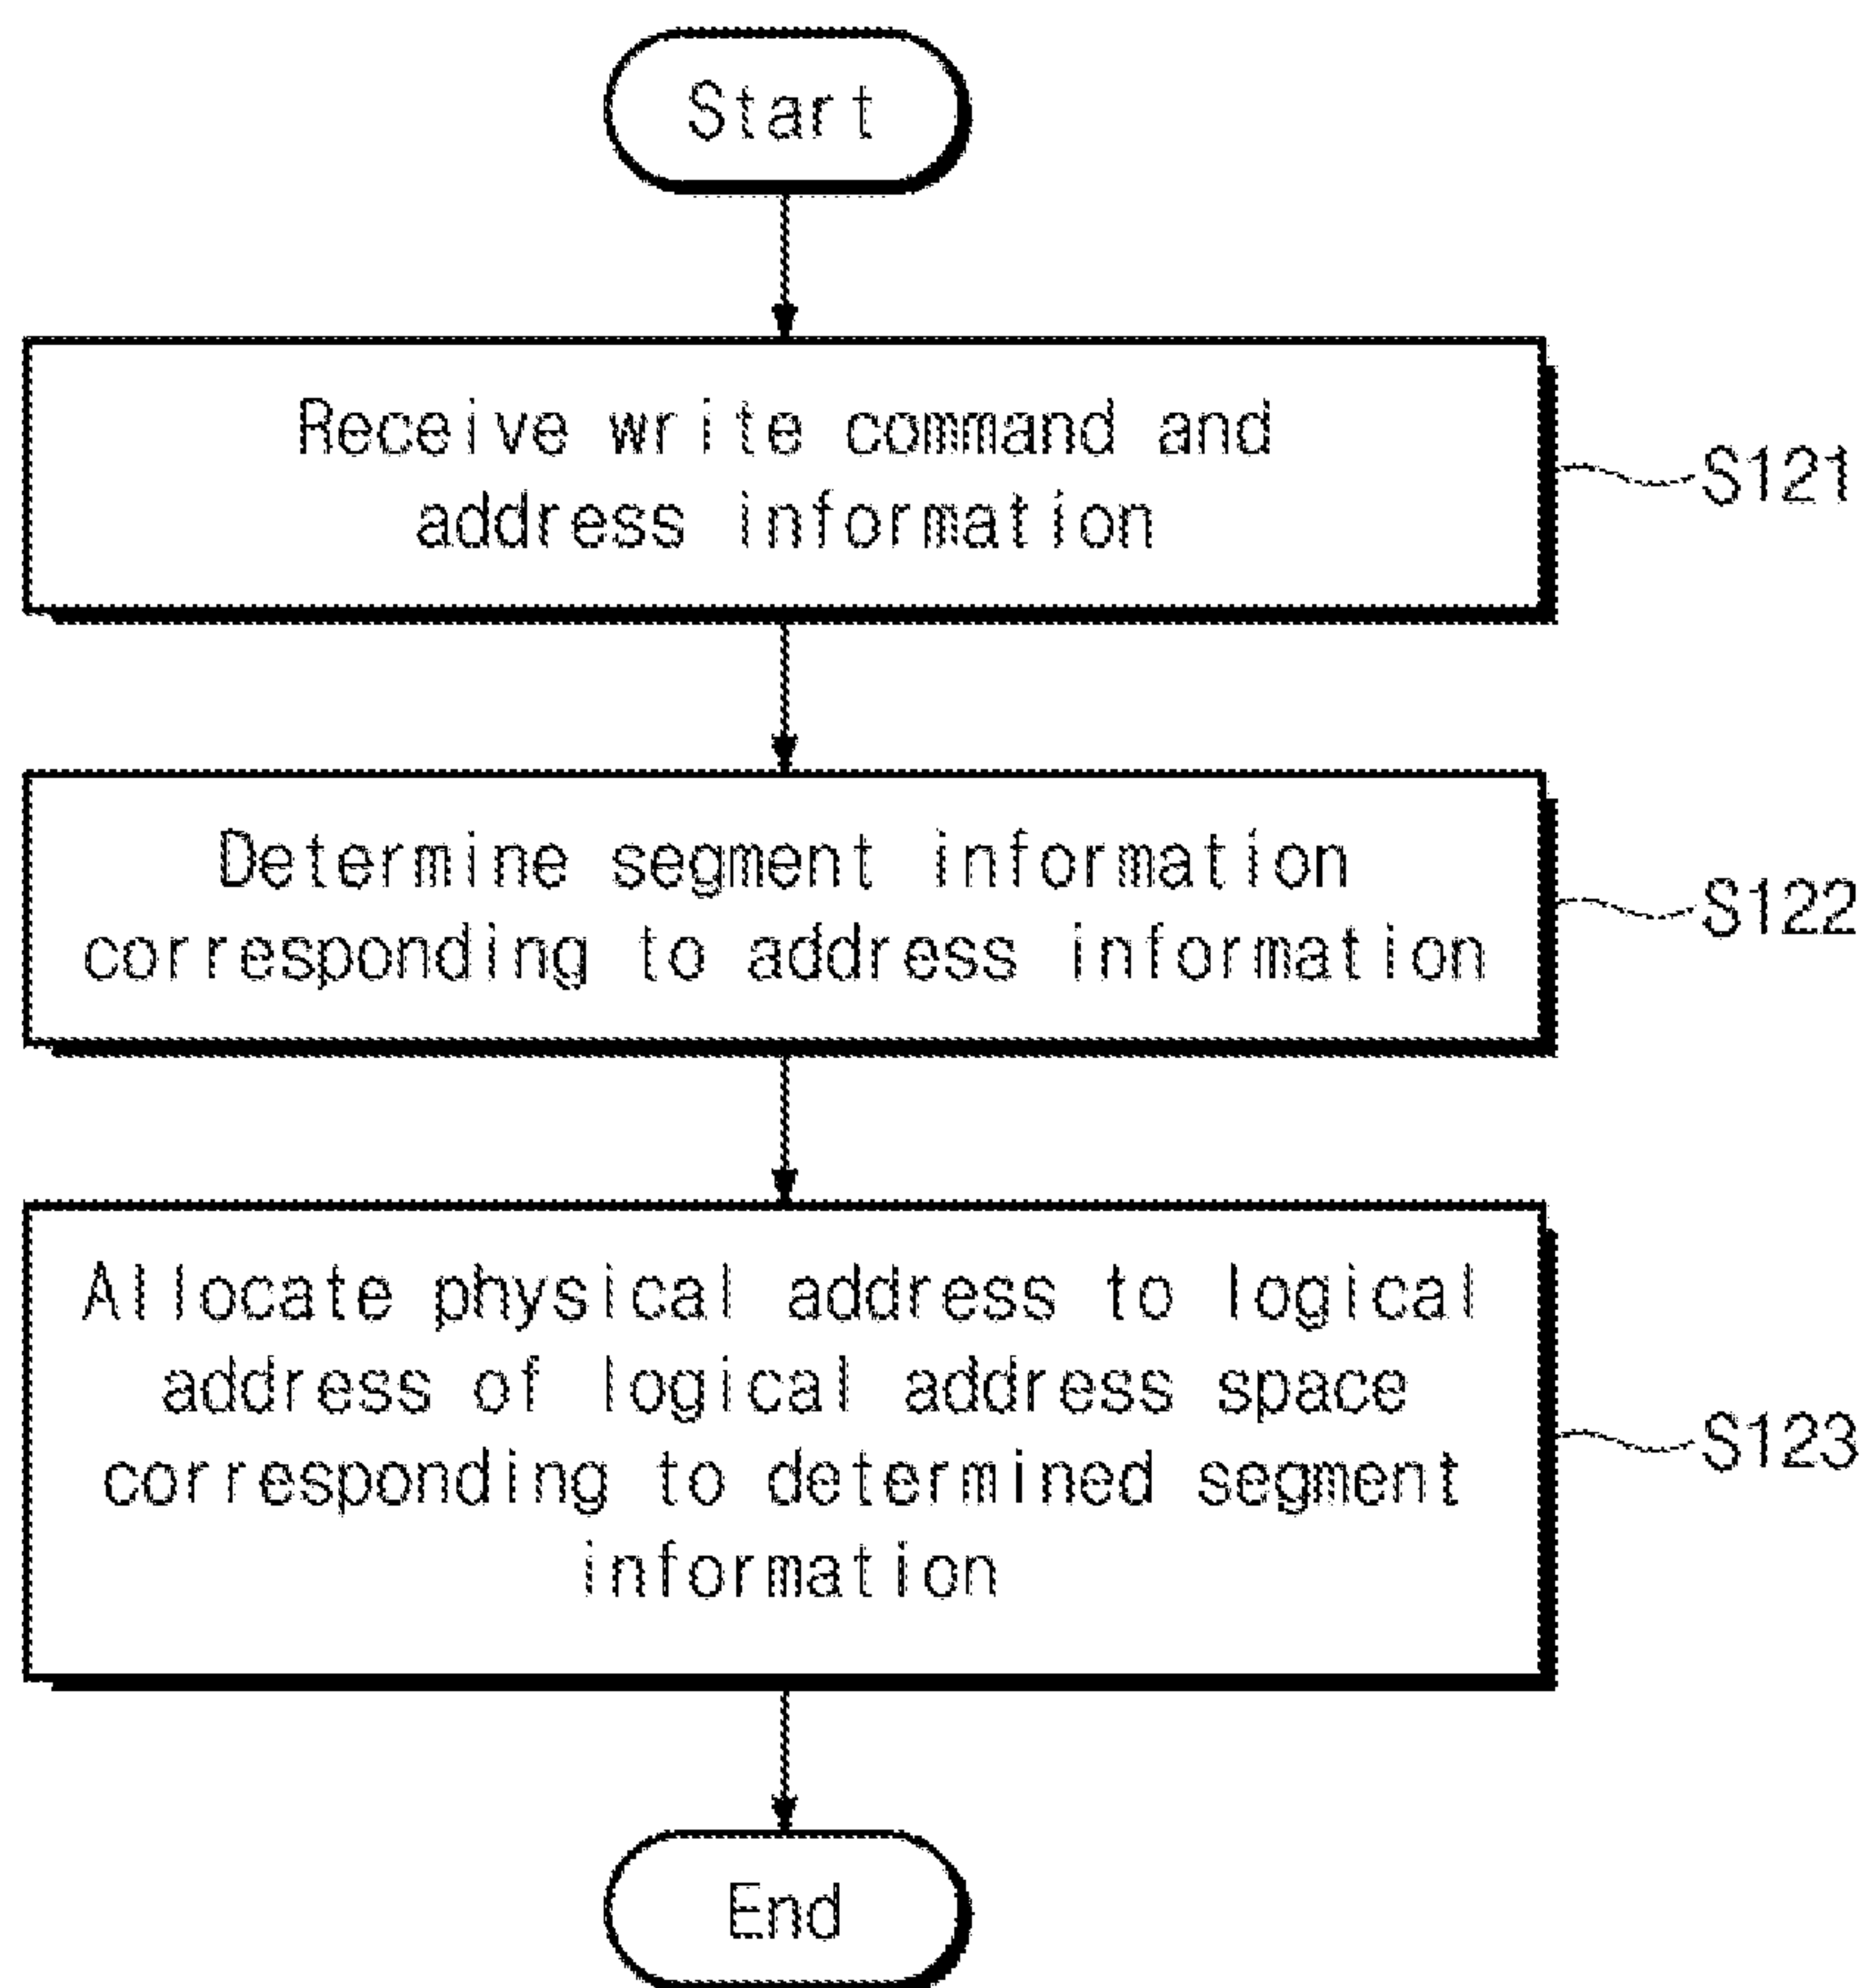 Start
Receive write command and
address information
S121
Determine segment information
corresponding to address information
S122
Allocate physical address to logical
address of logical address space
corresponding to determined segment
information
S123
End